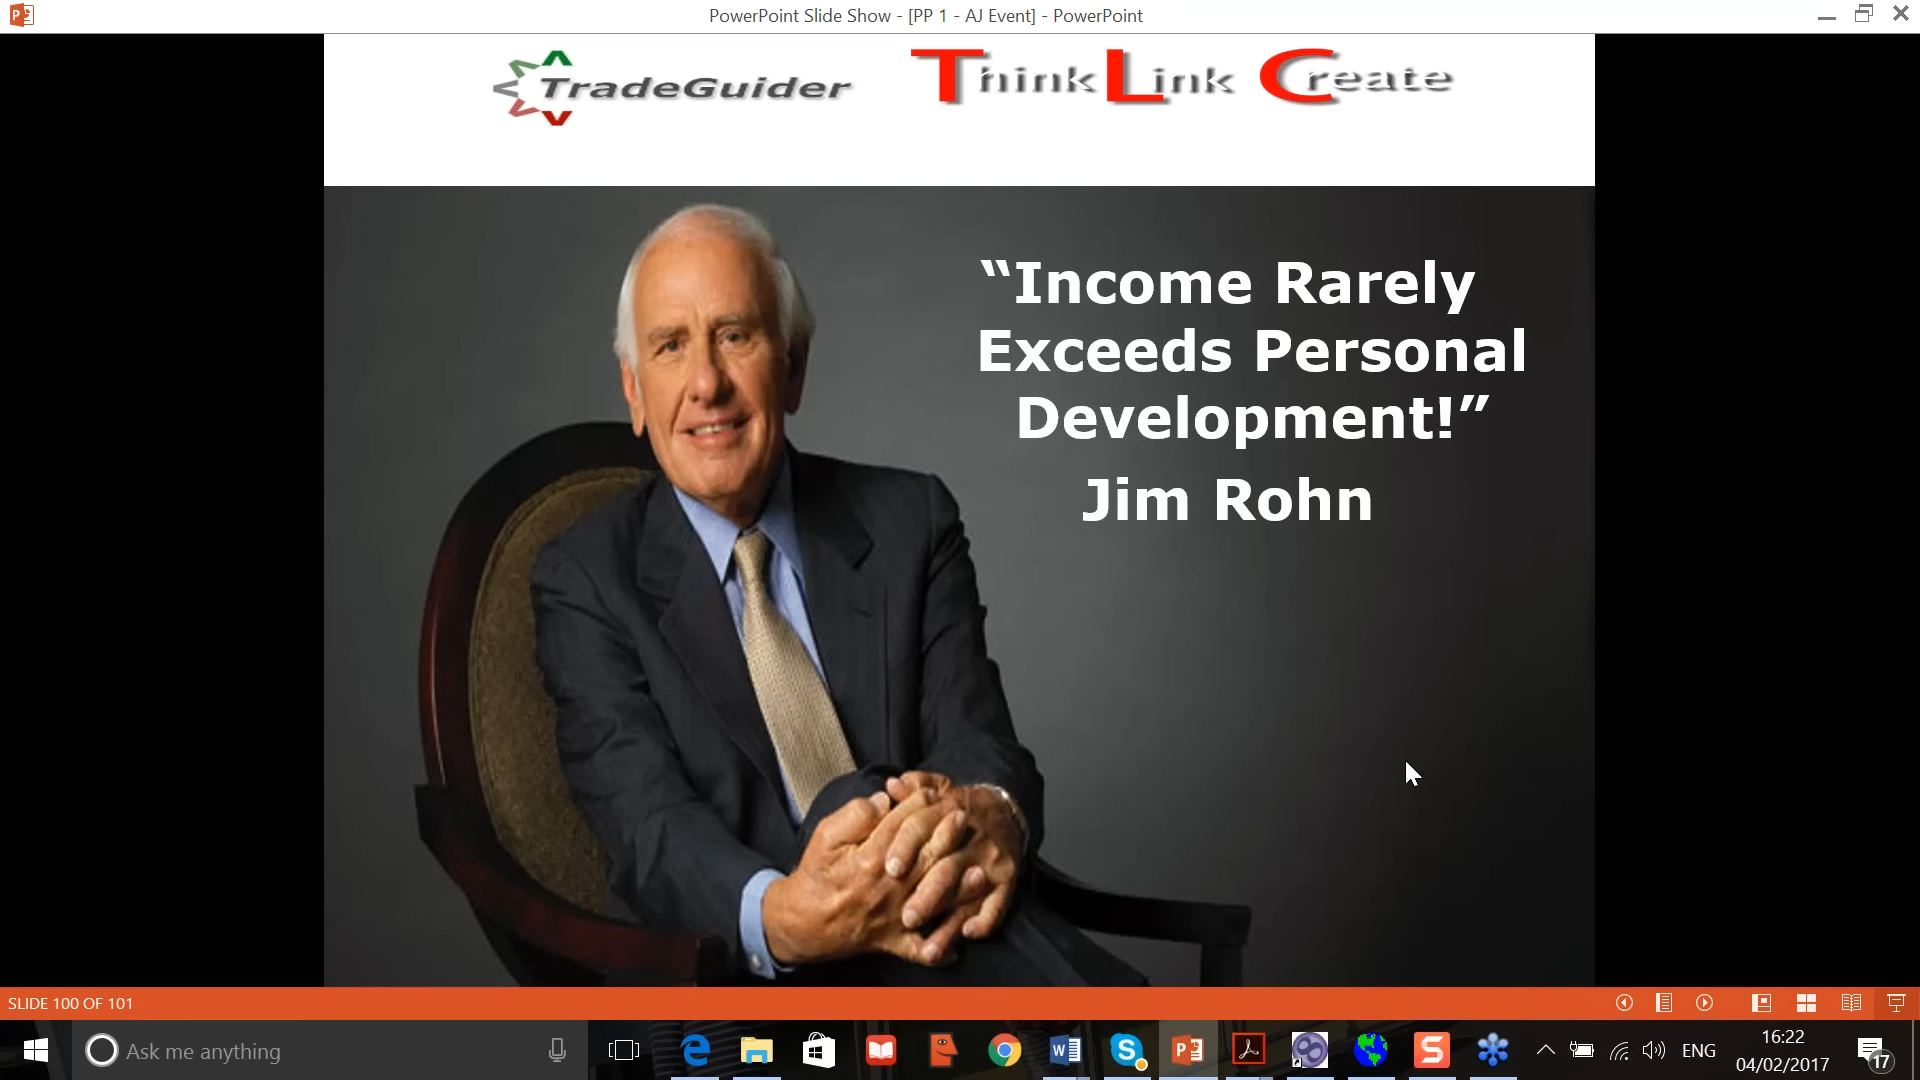 PowerPoint Slide Show - [PP 1 - AJ Event] - PowerPoint
TradeGuider
Think Link Create
“Income Rarely
Exceeds Personal
Development!”
Jim Rohn
SLIDE 100 OF 101
Ask me anything
ENG
16:22
04/02/2017
17